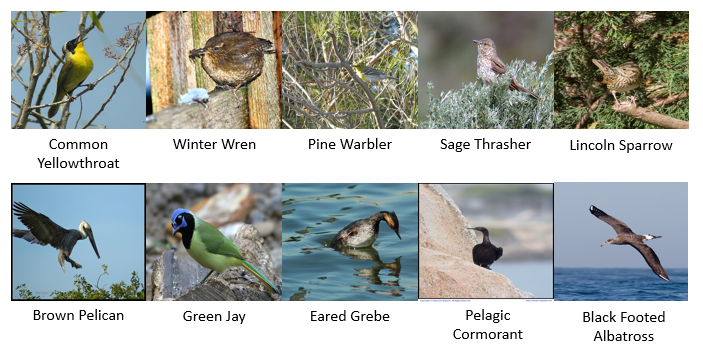 Common
Yellowthroat
Winter Wren
Pine Warbler
Sage Thrasher
Lincoln Sparrow
Brown Pelican
Green Jay
Eared Grebe
Pelagic
Cormorant
Black Footed
Albatross